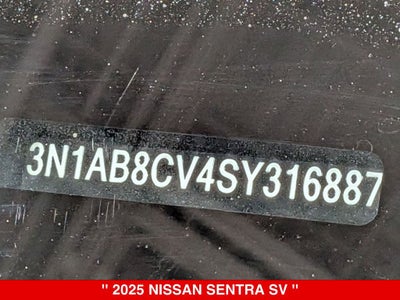 3N1AB8CV4SY316887
" 2025 NISSAN SENTRA SV "